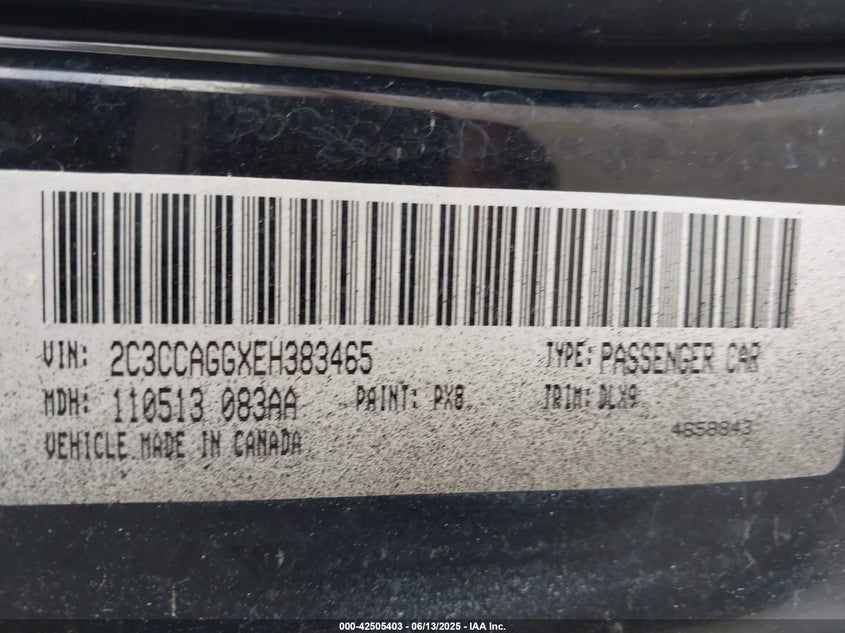 VIN: 2C3CCAGGXEH383465 TYPE: PASSENGER CAR
MDH: 110513 083AA PAINT: PX8 TRIM: DLX9
VEHICLE MADE IN CANADA 4658843
000-42505403 - 06/13/2025 - IAA Inc.